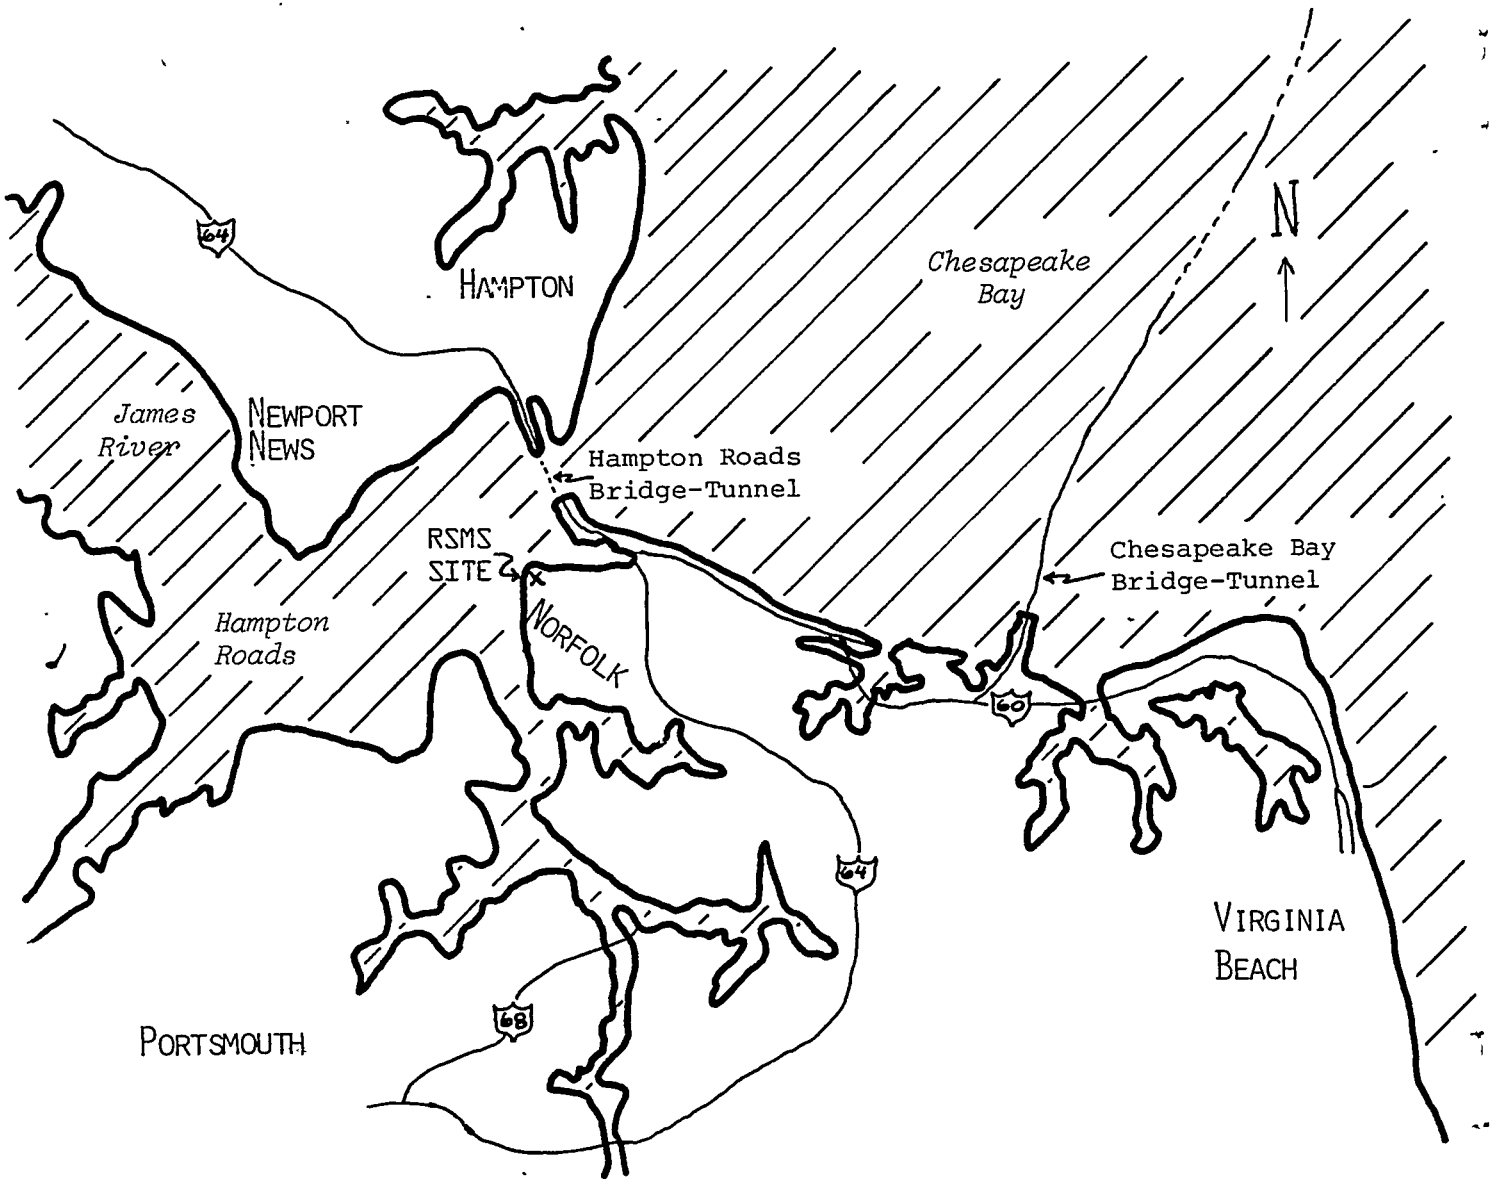 N
64
HAMPTON
Chesapeake
Bay
James
River
NEWPORT
NEWS
Hampton Roads
Bridge-Tunnel
RSMS
SITE
x
Chesapeake Bay
Bridge-Tunnel
Hampton
Roads
NORFOLK
60
64
VIRGINIA
BEACH
68
PORTSMOUTH